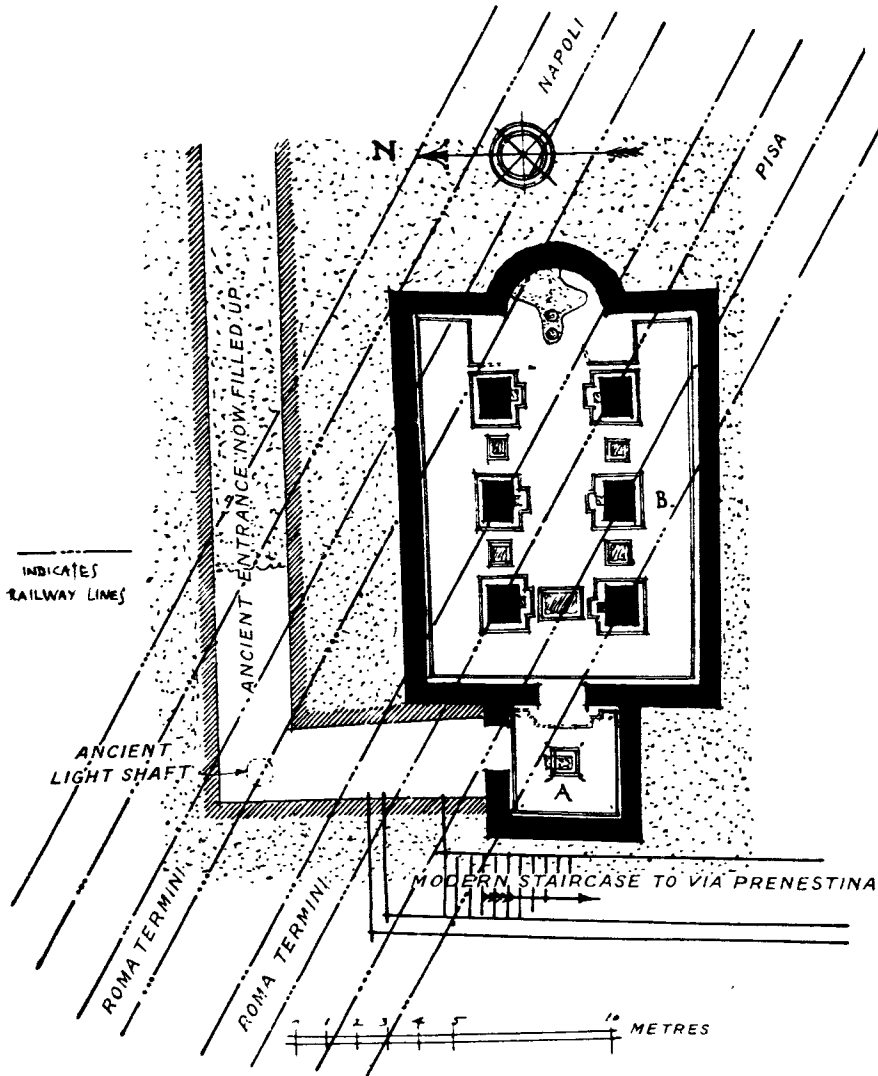 NAPOLI
N
PISA
ANCIENT ENTRANCE: NOW FILLED UP
B.
INDICATES
RAILWAY LINES
ANCIENT
LIGHT SHAFT
A
MODERN STAIRCASE TO VIA PRENESTINA
ROMA TERMINI
ROMA TERMINI
1 2 3 4 5 10 METRES